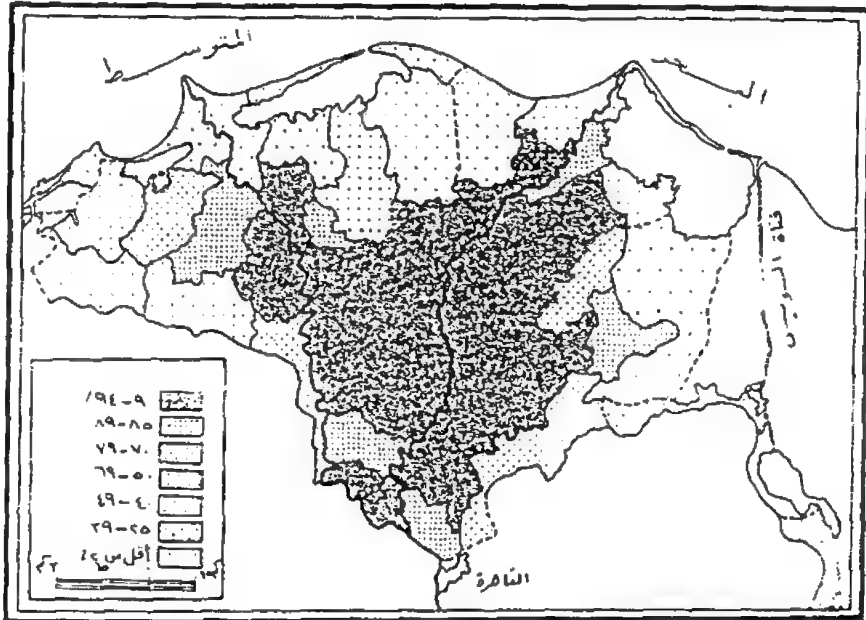 المتوسط
البحر
قناة السويس
٩٠-٩٤٪
٨٥-٨٩
٧٠-٧٩
٥٠-٦٩
٤٠-٤٩
٢٥-٣٩
أقل من ٢٤
القاهرة